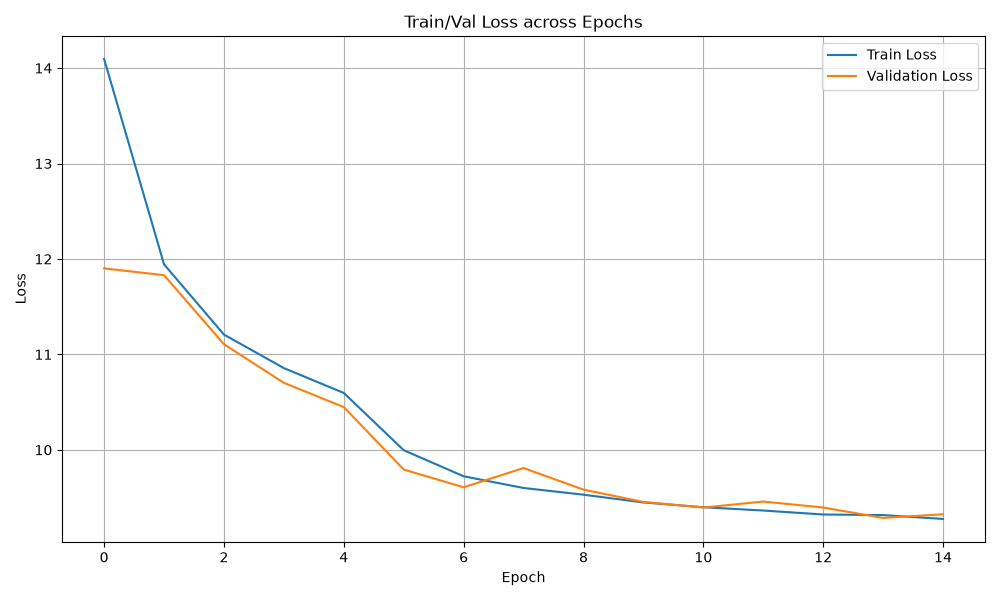 Train/Val Loss across Epochs
Train Loss
Validation Loss
14
13
12
11
10
Loss
0 2 4 6 8 10 12 14
Epoch